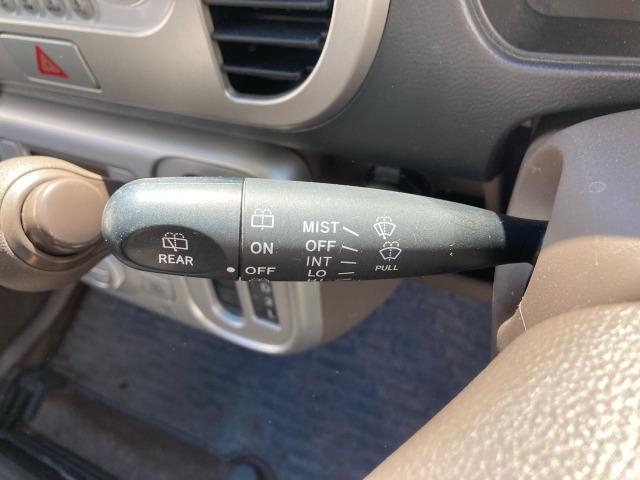 REAR
ON
OFF
MIST
OFF
INT
LO
PULL